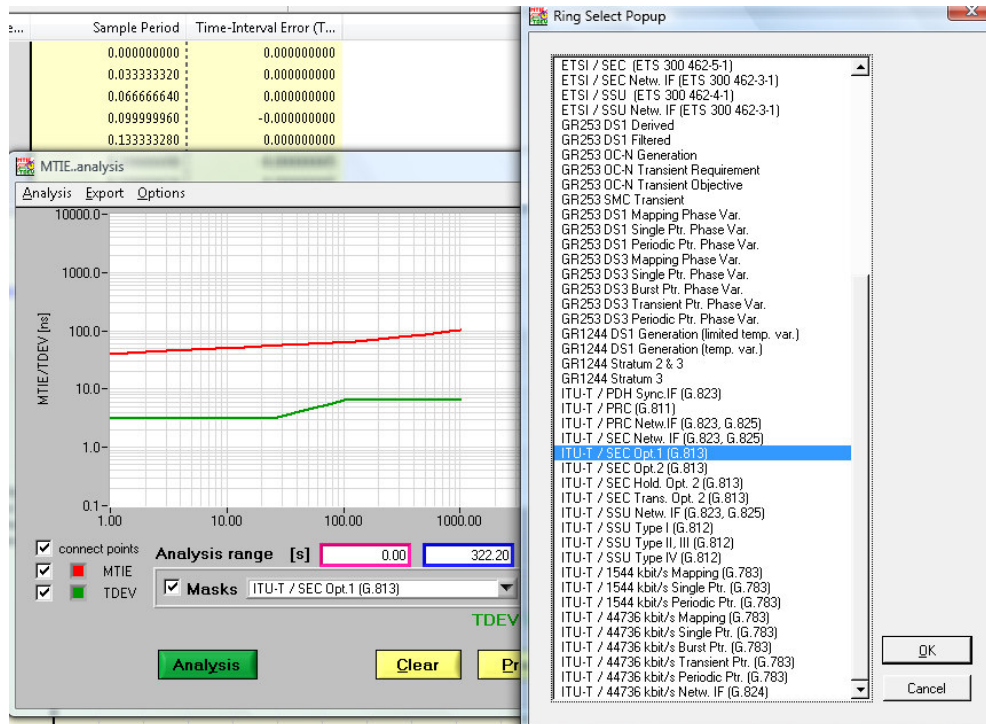 e...
Sample Period
Time-Interval Error (T...
0.000000000
0.000000000
0.033333320
0.000000000
0.066666640
0.000000000
0.099999960
-0.000000000
0.133333280
0.000000000
MTIE..analysis
Analysis Export Options
10000.0-
1000.0-
100.0-
10.0-
1.0-
0.1-
MTIE/TDEV [ns]
1.00
10.00
100.00
1000.00
connect points
MTIE
TDEV
Analysis range [s]
0.00
322.20
Masks
ITU-T / SEC Opt.1 (G.813)
TDEV
Analysis
Clear
Pr
Ring Select Popup
ETSI / SEC (ETS 300 462-5-1)
ETSI / SEC Netw. IF (ETS 300 462-3-1)
ETSI / SSU (ETS 300 462-4-1)
ETSI / SSU Netw. IF (ETS 300 462-3-1)
GR253 DS1 Derived
GR253 DS1 Filtered
GR253 OC-N Generation
GR253 OC-N Transient Requirement
GR253 OC-N Transient Objective
GR253 SMC Transient
GR253 DS1 Mapping Phase Var.
GR253 DS1 Single Ptr. Phase Var.
GR253 DS1 Periodic Ptr. Phase Var.
GR253 DS3 Mapping Phase Var.
GR253 DS3 Single Ptr. Phase Var.
GR253 DS3 Burst Ptr. Phase Var.
GR253 DS3 Transient Ptr. Phase Var.
GR253 DS3 Periodic Ptr. Phase Var.
GR1244 DS1 Generation (limited temp. var.)
GR1244 DS1 Generation (temp. var.)
GR1244 Stratum 2 & 3
GR1244 Stratum 3
ITU-T / PDH Sync.IF (G.823)
ITU-T / PRC (G.811)
ITU-T / PRC Netw.IF (G.823, G.825)
ITU-T / SEC Netw. IF (G.823, G.825)
ITU-T / SEC Opt.1 (G.813)
ITU-T / SEC Opt.2 (G.813)
ITU-T / SEC Hold. Opt. 2 (G.813)
ITU-T / SEC Trans. Opt. 2 (G.813)
ITU-T / SSU Netw. IF (G.823, G.825)
ITU-T / SSU Type I (G.812)
ITU-T / SSU Type II, III (G.812)
ITU-T / SSU Type IV (G.812)
ITU-T / 1544 kbit/s Mapping (G.783)
ITU-T / 1544 kbit/s Single Ptr. (G.783)
ITU-T / 1544 kbit/s Periodic Ptr. (G.783)
ITU-T / 44736 kbit/s Mapping (G.783)
ITU-T / 44736 kbit/s Single Ptr. (G.783)
ITU-T / 44736 kbit/s Burst Ptr. (G.783)
ITU-T / 44736 kbit/s Transient Ptr. (G.783)
ITU-T / 44736 kbit/s Periodic Ptr. (G.783)
ITU-T / 44736 kbit/s Netw. IF (G.824)
OK
Cancel